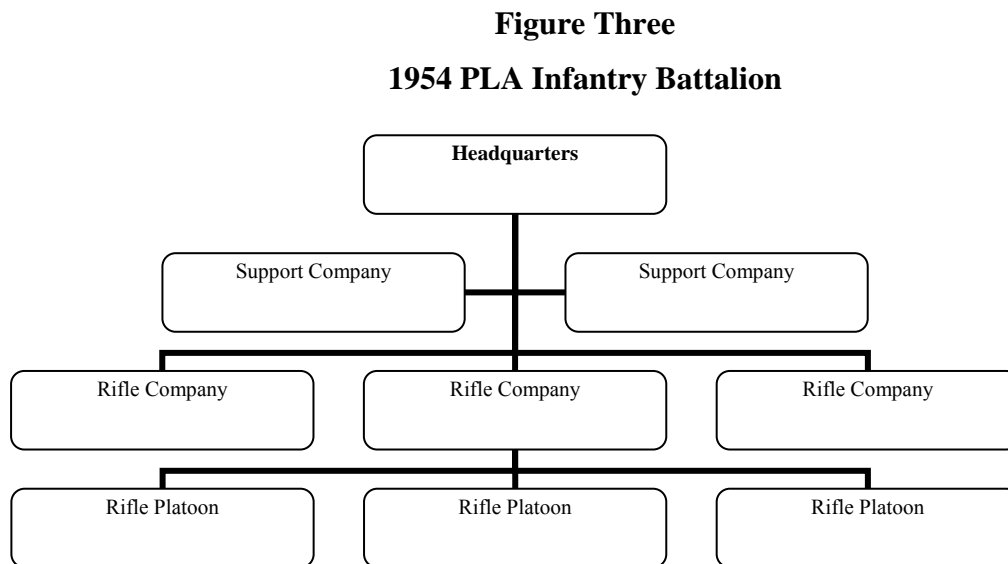 Figure Three
1954 PLA Infantry Battalion
Headquarters
Support Company
Support Company
Rifle Company
Rifle Company
Rifle Company
Rifle Platoon
Rifle Platoon
Rifle Platoon